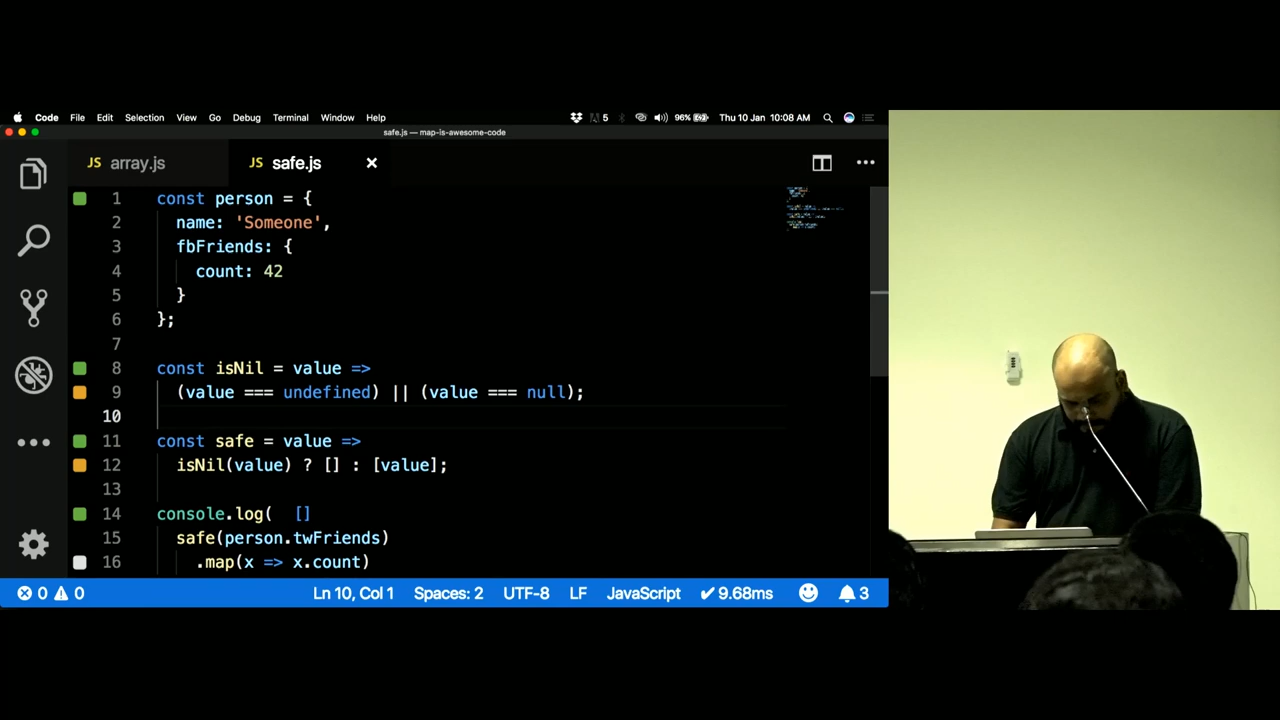 Code File Edit Selection View Go Debug Terminal Window Help 5 96% Thu 10 Jan 10:08 AM
safe.js — map-is-awesome-code
JS array.js JS safe.js ×
1 const person = {
2 name: 'Someone',
3 fbFriends: {
4 count: 42
5 }
6 };
7
8 const isNil = value =>
9 (value === undefined) || (value === null);
10
11 const safe = value =>
12 isNil(value) ? [] : [value];
13
14 console.log( []
15 safe(person.twFriends)
16 .map(x => x.count)
0 0 Ln 10, Col 1 Spaces: 2 UTF-8 LF JavaScript ✔ 9.68ms 3